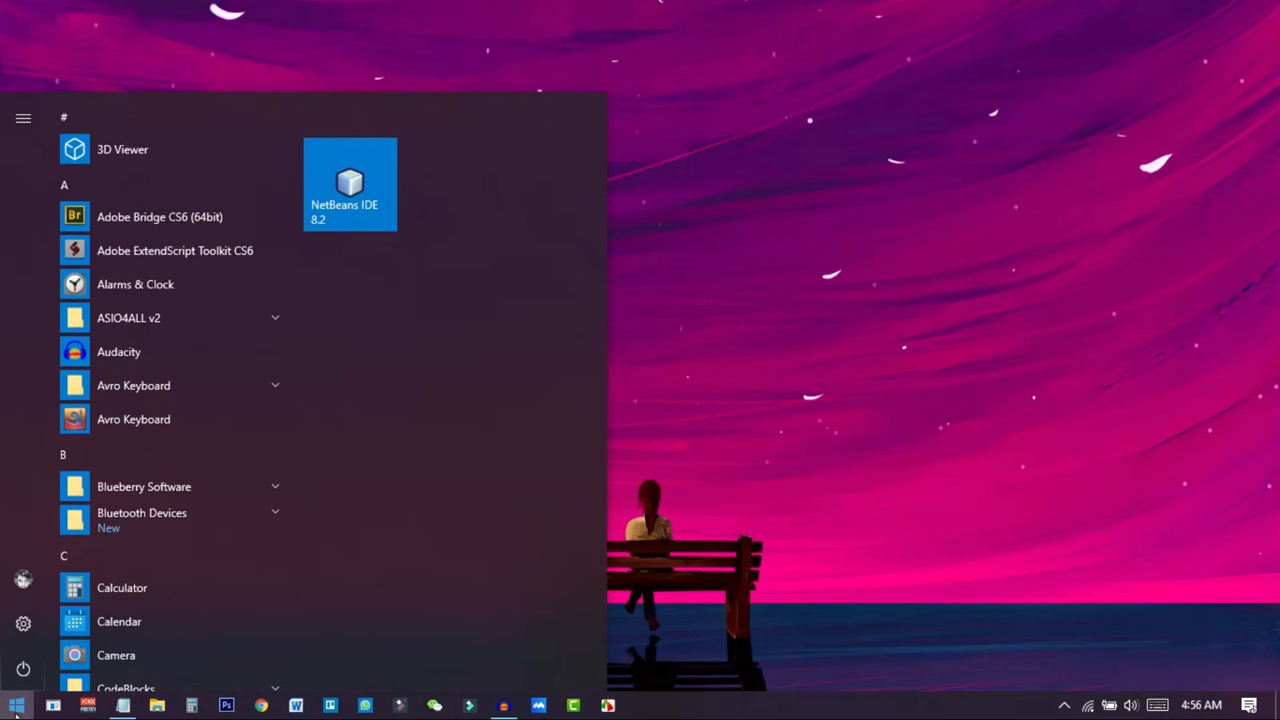 #
3D Viewer
A
Adobe Bridge CS6 (64bit)
Adobe ExtendScript Toolkit CS6
Alarms & Clock
ASIO4ALL v2
Audacity
Avro Keyboard
Avro Keyboard
B
Blueberry Software
Bluetooth Devices
New
C
Calculator
Calendar
Camera
CodeBlocks
NetBeans IDE
8.2
4:56 AM